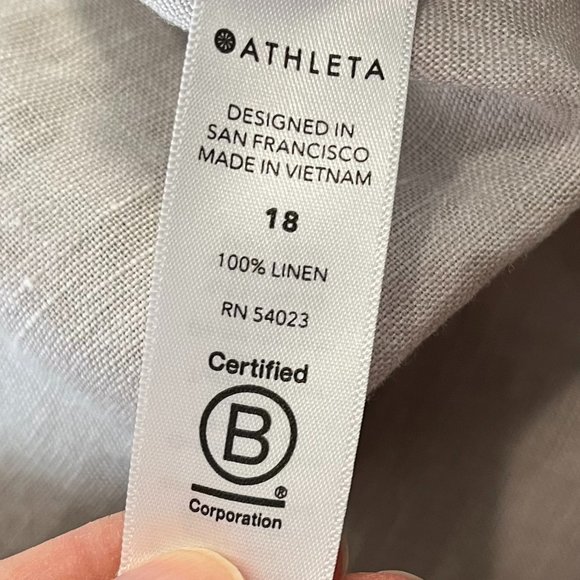 ATHLETA
DESIGNED IN
SAN FRANCISCO
MADE IN VIETNAM
18
100% LINEN
RN 54023
Certified
B
®
Corporation